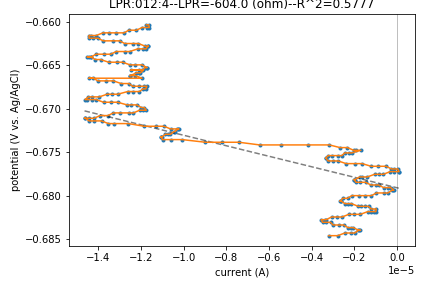 LPR:012:4--LPR=-604.0 (ohm)--R^2=0.5777
potential (V vs. Ag/AgCl)
−0.660
−0.665
−0.670
−0.675
−0.680
−0.685
−1.4 −1.2 −1.0 −0.8 −0.6 −0.4 −0.2 0.0
1e−5
current (A)